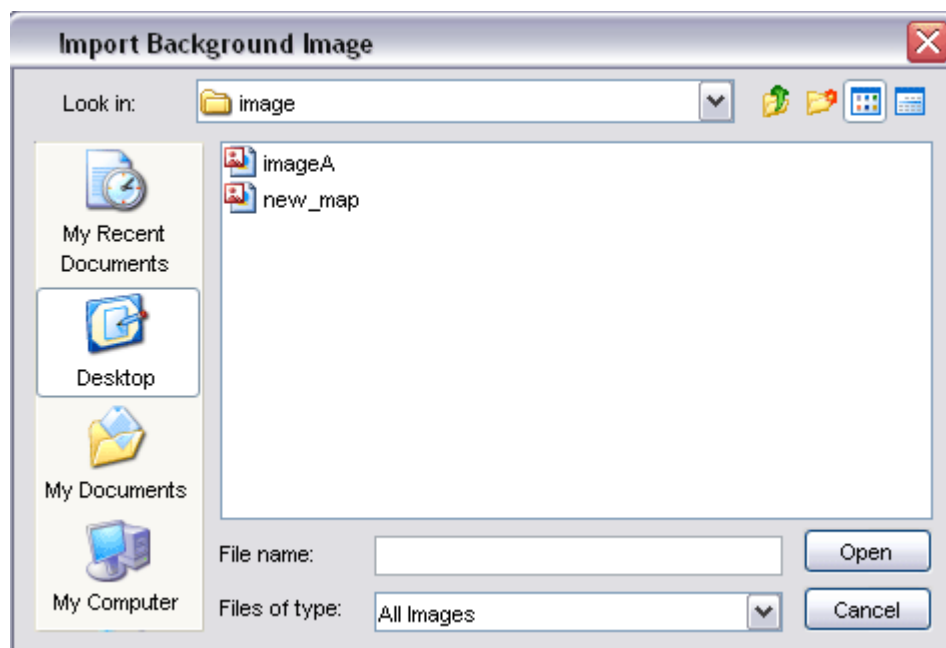 Import Background Image
Look in:
image
imageA
new_map
My Recent
Documents
Desktop
My Documents
My Computer
File name:
Open
Files of type:
All Images
Cancel